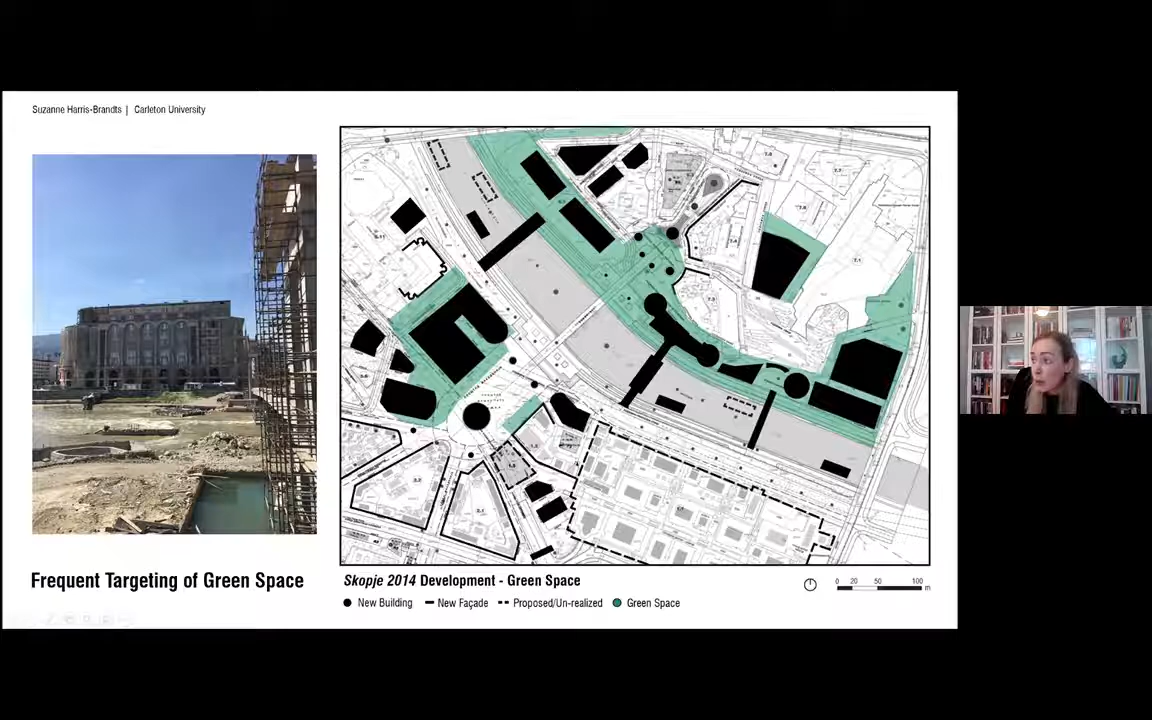 Suzanne Harris-Brandts | Carleton University
Frequent Targeting of Green Space
Skopje 2014 Development - Green Space
New Building
New Façade
Proposed/Un-realized
Green Space
0 20 50 100 m